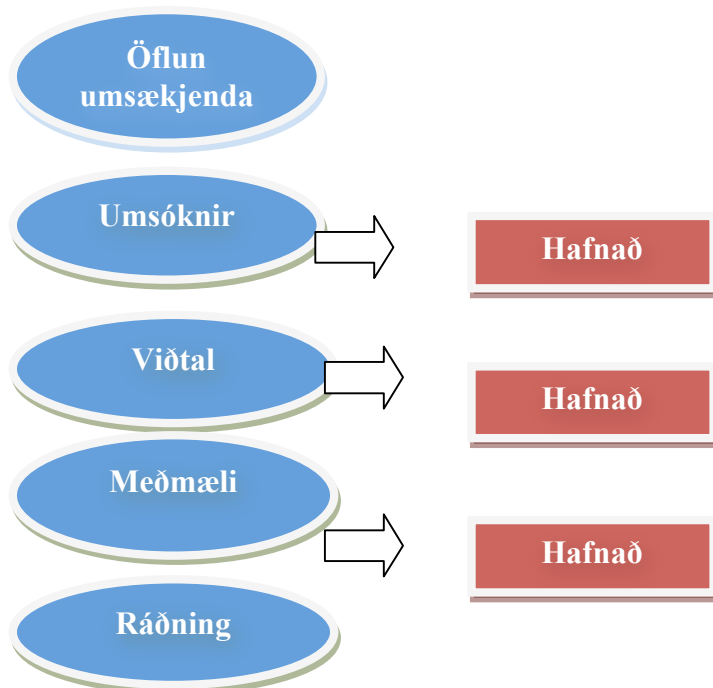 Öflun
umsækjenda
Umsóknir
Hafnað
Viðtal
Hafnað
Meðmæli
Hafnað
Ráðning